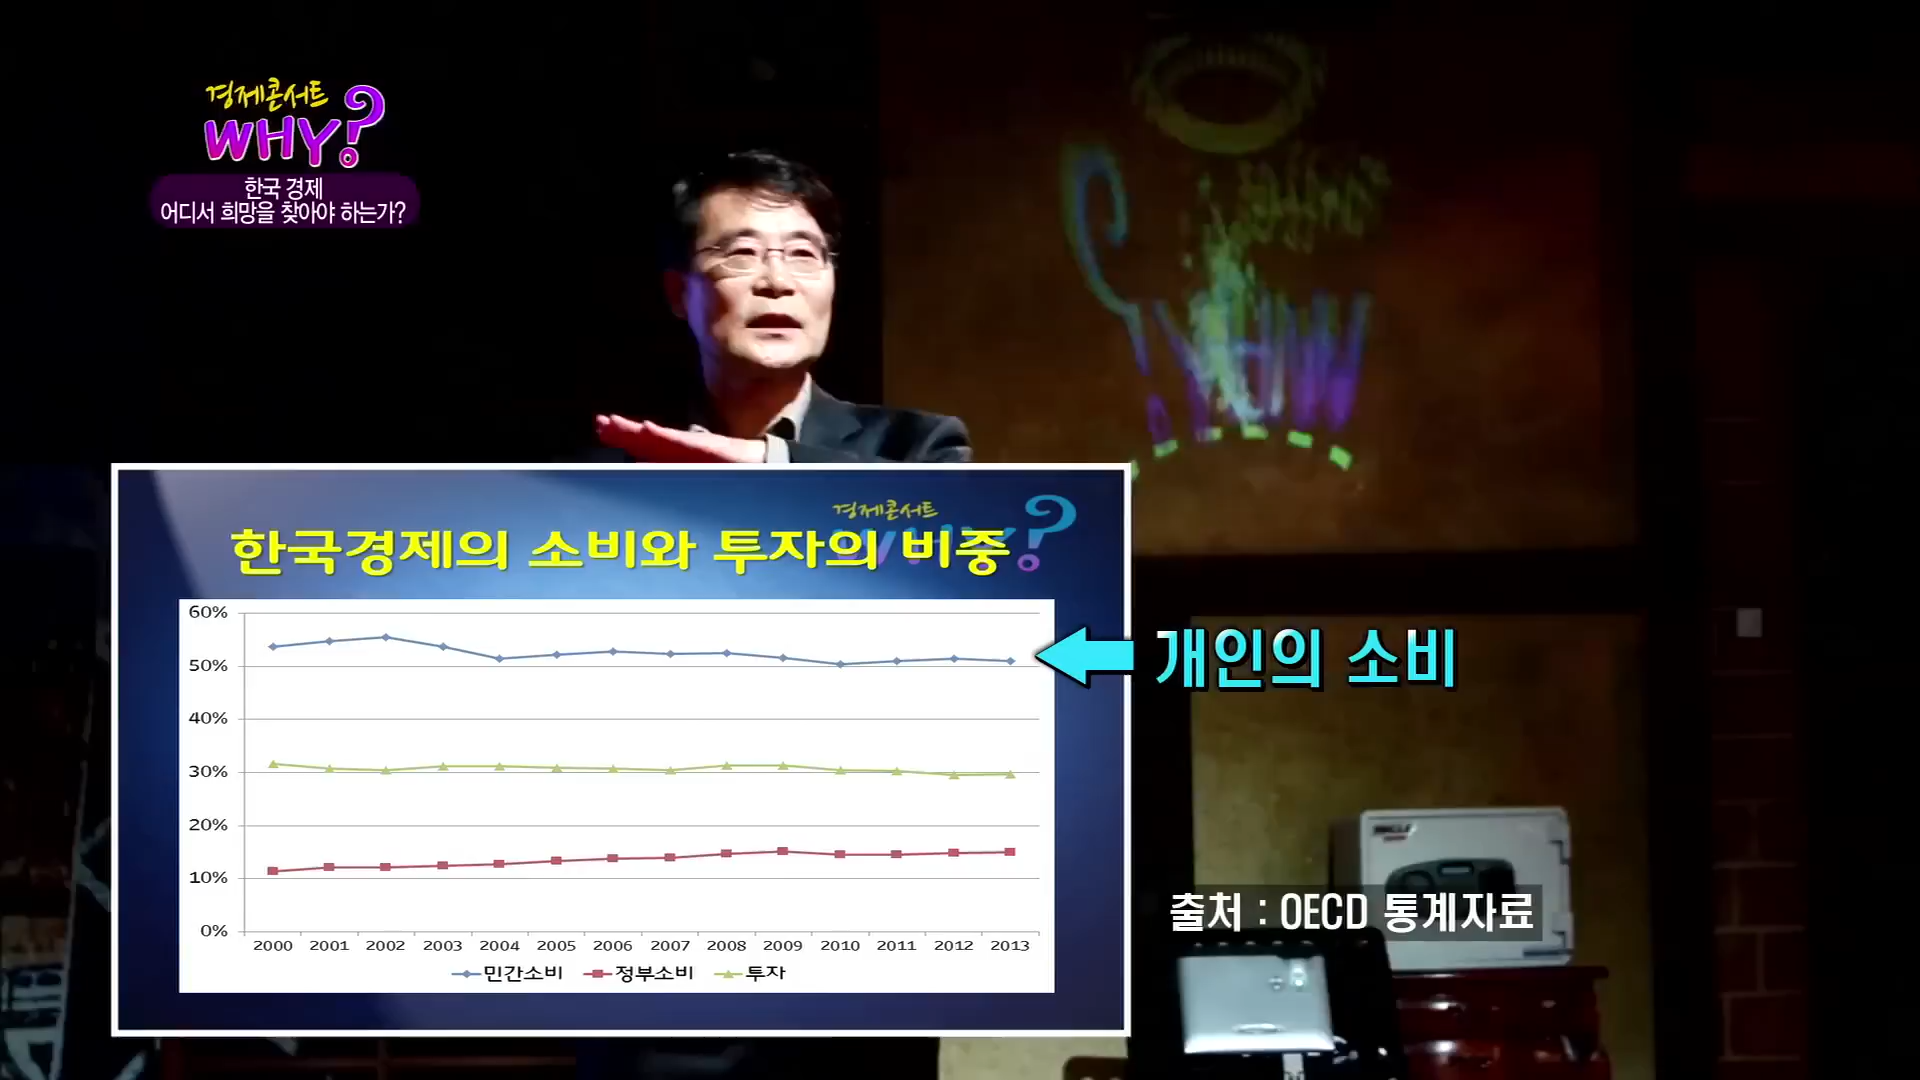 경제콘서트
WHY?
한국 경제
어디서 희망을 찾아야 하는가?
경제콘서트
WHY?
한국경제의 소비와 투자의 비중
60%
50%
40%
30%
20%
10%
0%
2000 2001 2002 2003 2004 2005 2006 2007 2008 2009 2010 2011 2012 2013
민간소비 정부소비 투자
개인의 소비
출처 : OECD 통계자료